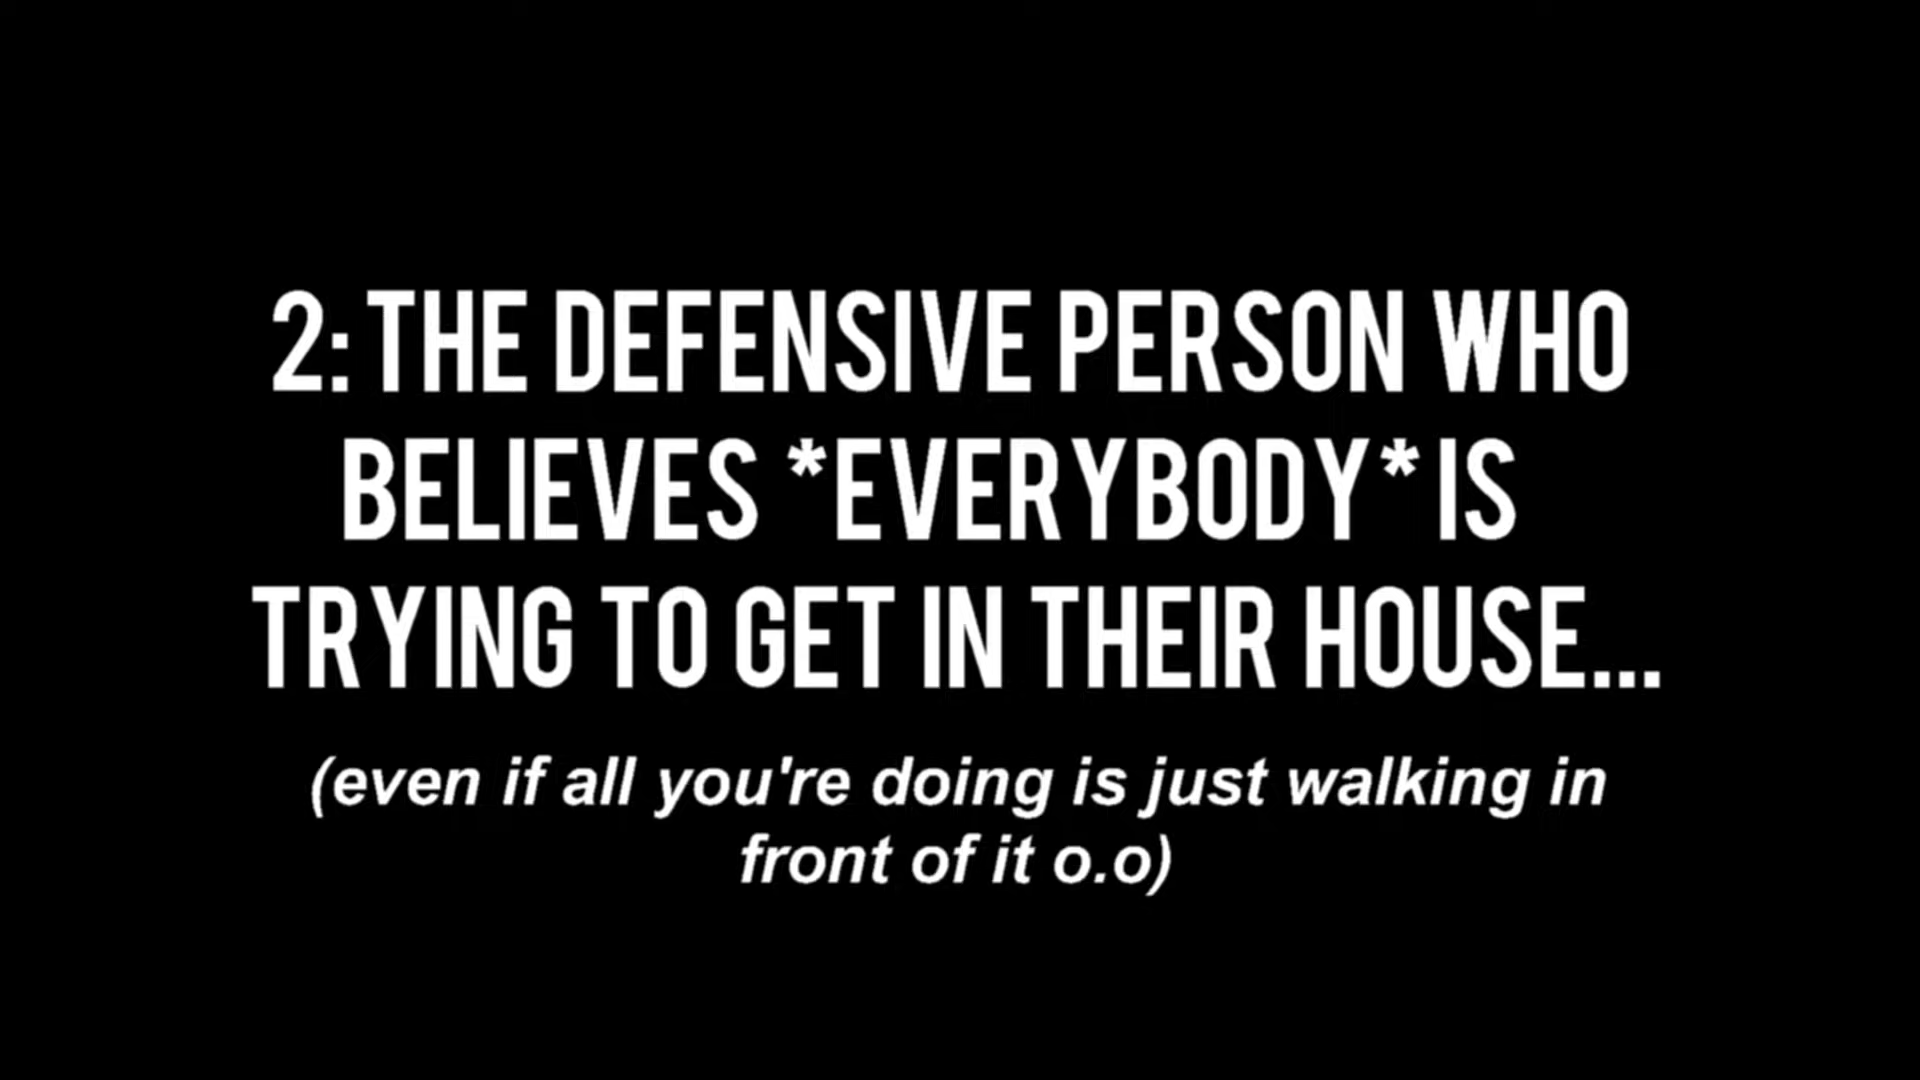 2: THE DEFENSIVE PERSON WHO
BELIEVES *EVERYBODY* IS
TRYING TO GET IN THEIR HOUSE...
(even if all you're doing is just walking in
front of it o.o)